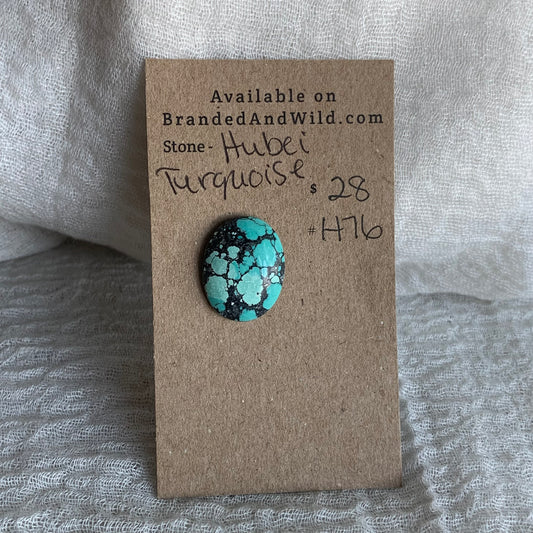 Available on
BrandedAndWild.com
Stone- Hubei
Turquoise $ 28
# H76